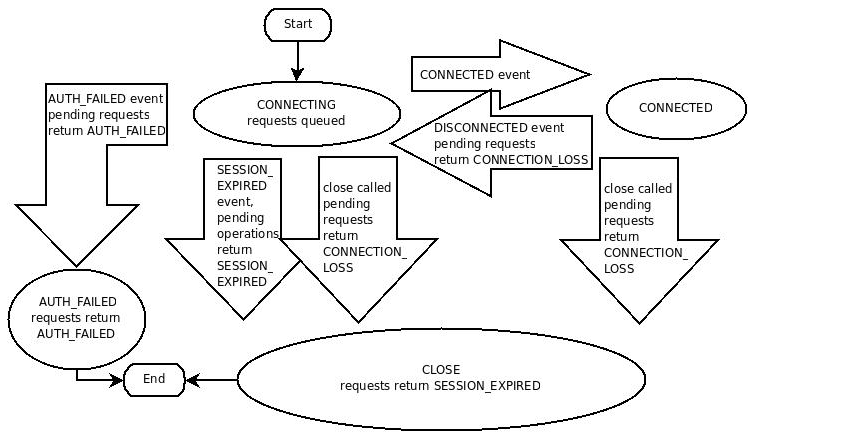 Start
CONNECTED event
AUTH_FAILED event
pending requests
return AUTH_FAILED
CONNECTING
requests queued
CONNECTED
DISCONNECTED event
pending requests
return CONNECTION_LOSS
SESSION_
EXPIRED
event,
pending
operations
return
SESSION_
EXPIRED
close called
pending
requests
return
CONNECTION_
LOSS
close called
pending
requests
return
CONNECTION_
LOSS
AUTH_FAILED
requests return
AUTH_FAILED
End
CLOSE
requests return SESSION_EXPIRED